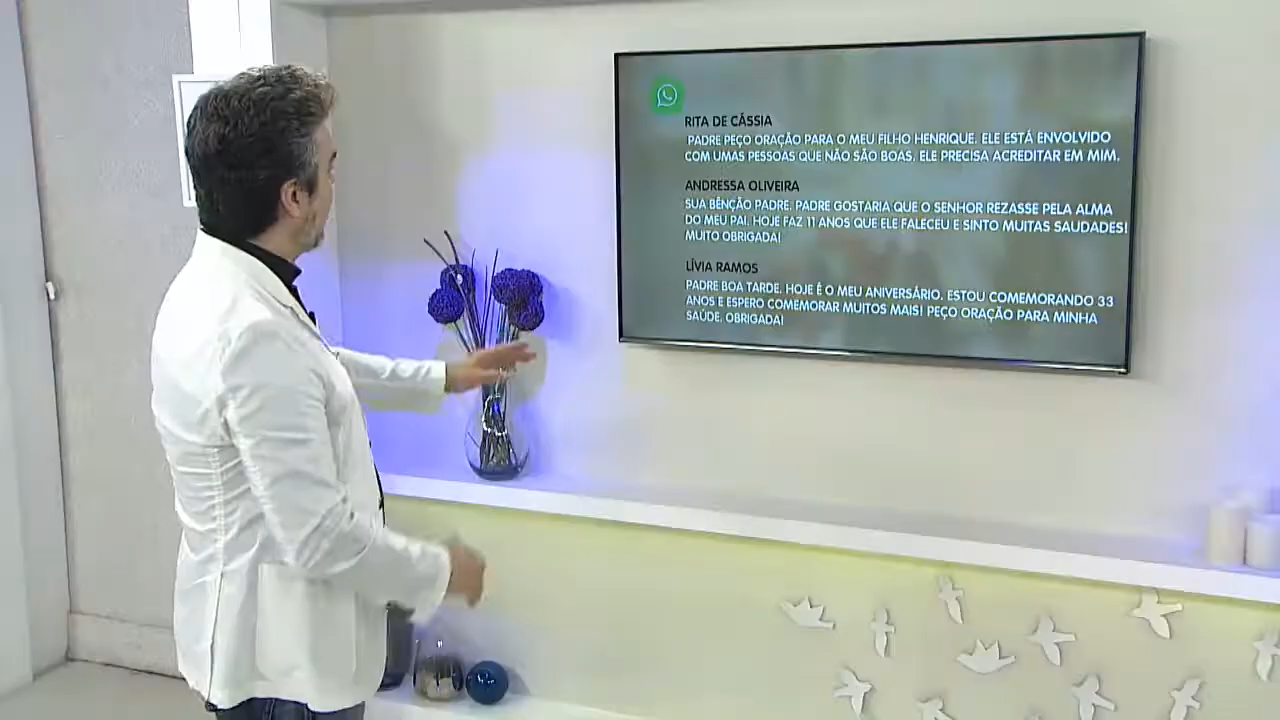 RITA DE CÁSSIA
PADRE PEÇO ORAÇÃO PARA O MEU FILHO HENRIQUE. ELE ESTÁ ENVOLVIDO
COM UMAS PESSOAS QUE NÃO SÃO BOAS. ELE PRECISA ACREDITAR EM MIM.
ANDRESSA OLIVEIRA
SUA BÊNÇÃO PADRE. PADRE GOSTARIA QUE O SENHOR REZASSE PELA ALMA
DO MEU PAI. HOJE FAZ 11 ANOS QUE ELE FALECEU E SINTO MUITAS SAUDADES!
MUITO OBRIGADA!
LÍVIA RAMOS
PADRE BOA TARDE. HOJE É O MEU ANIVERSÁRIO. ESTOU COMEMORANDO 33
ANOS E ESPERO COMEMORAR MUITOS MAIS! PEÇO ORAÇÃO PARA MINHA
SAÚDE. OBRIGADA!